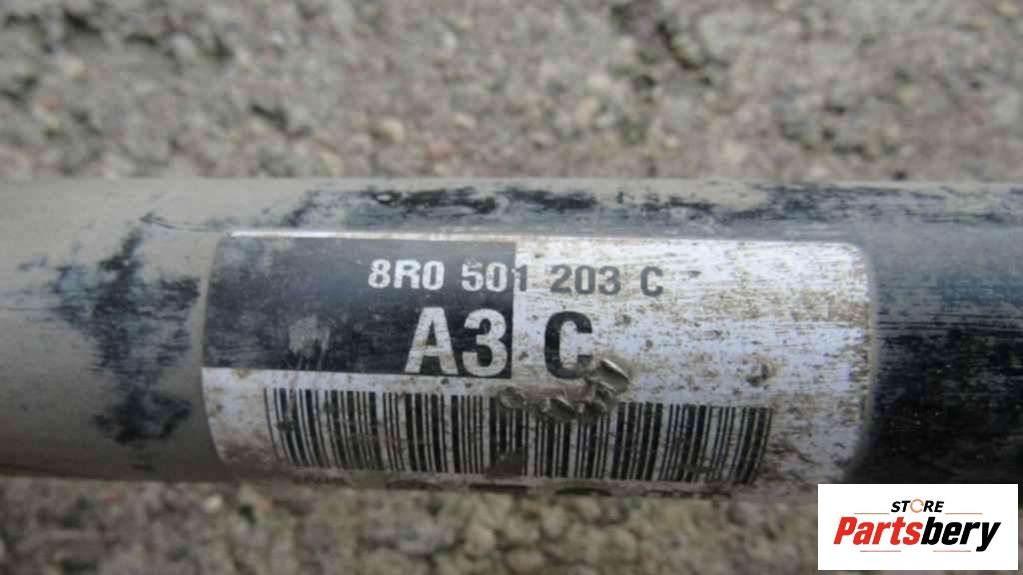 8R0 501 203 C
A3 C
STORE
Partsbery